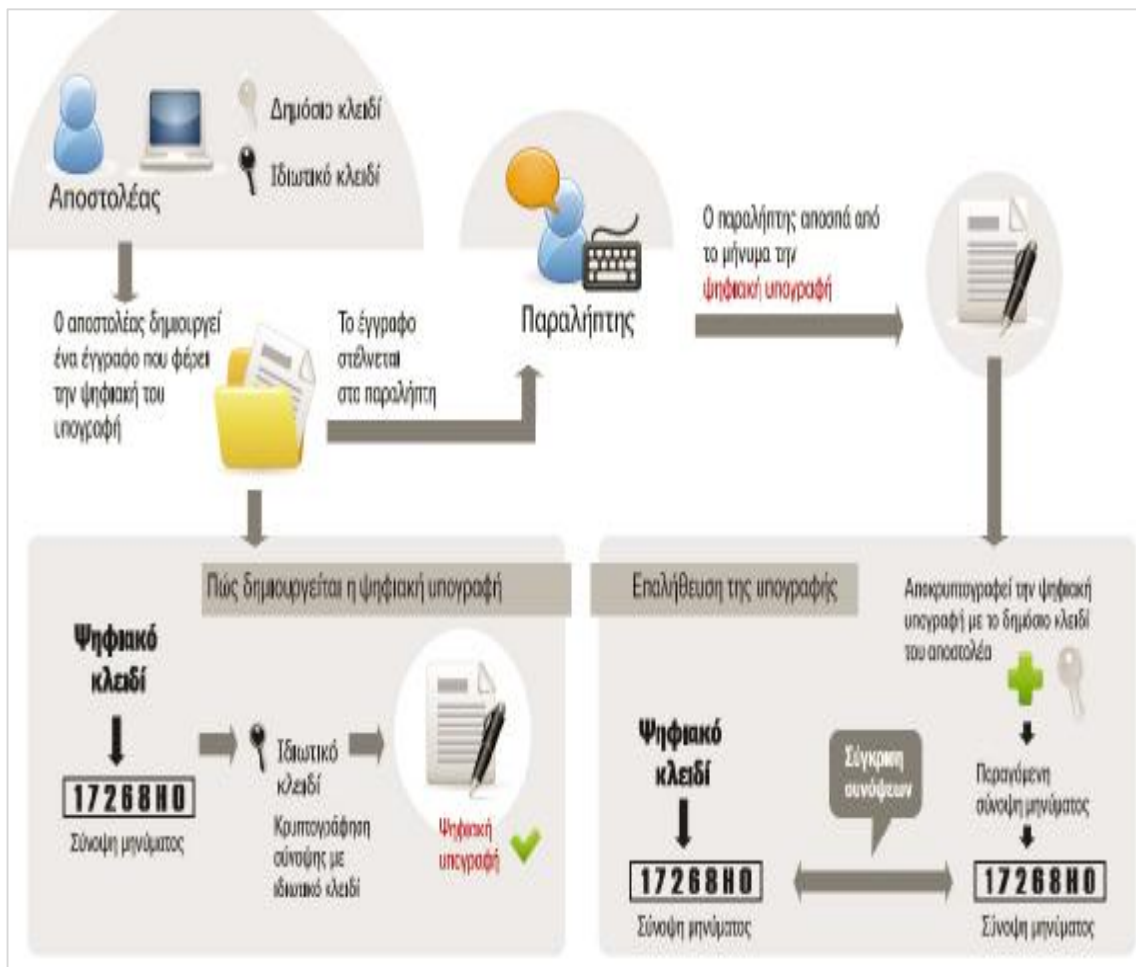 Δημόσιο κλειδί
Ιδιωτικό κλειδί
Αποστολέας
Ο αποστολέας δημιουργεί
ένα έγγραφο που φέρει
την ψηφιακή του
υπογραφή
Το έγγραφο
στέλνεται
στο παραλήπτη
Παραλήπτης
Ο παραλήπτης αποσπά από
το μήνυμα την
ψηφιακή υπογραφή
Πώς δημιουργείται η ψηφιακή υπογραφή
Ψηφιακό
κλειδί
17268H0
Σύνοψη μηνύματος
Ιδιωτικό
κλειδί
Κρυπτογράφηση
σύνοψης με
ιδιωτικό κλειδί
Ψηφιακή
υπογραφή
Επαλήθευση της υπογραφής
Αποκρυπτογραφεί την ψηφιακή
υπογραφή με το δημόσιο κλειδί
του αποστολέα
Ψηφιακό
κλειδί
17268H0
Σύνοψη μηνύματος
Σύγκριση
συνόψεων
Περαγόμενη
σύνοψη μηνύματος
17268H0
Σύνοψη μηνύματος